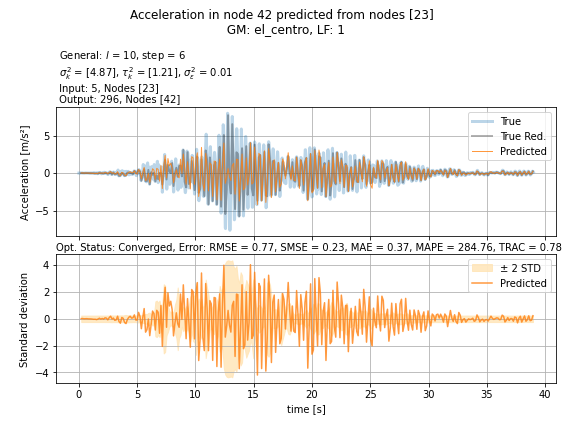 Acceleration in node 42 predicted from nodes [23]
GM: el_centro, LF: 1
General: l = 10, step = 6
σ²ₖ = [4.87], τ²ₖ = [1.21], σ²ε = 0.01
Input: 5, Nodes [23]
Output: 296, Nodes [42]
Acceleration [m/s²]
5
0
−5
True
True Red.
Predicted
Opt. Status: Converged, Error: RMSE = 0.77, SMSE = 0.23, MAE = 0.37, MAPE = 284.76, TRAC = 0.78
Standard deviation
4
2
0
−2
−4
± 2 STD
Predicted
0 5 10 15 20 25 30 35 40
time [s]